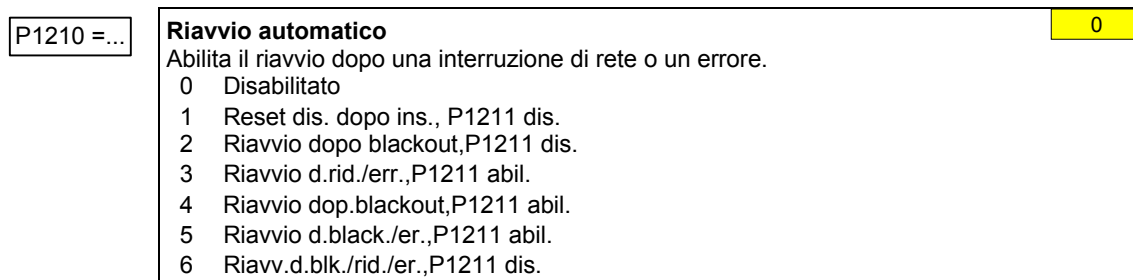 P1210 =...
Riavvio automatico
0
Abilita il riavvio dopo una interruzione di rete o un errore.
0 Disabilitato
1 Reset dis. dopo ins., P1211 dis.
2 Riavvio dopo blackout,P1211 dis.
3 Riavvio d.rid./err.,P1211 abil.
4 Riavvio dop.blackout,P1211 abil.
5 Riavvio d.black./er.,P1211 abil.
6 Riavv.d.blk./rid./er.,P1211 dis.